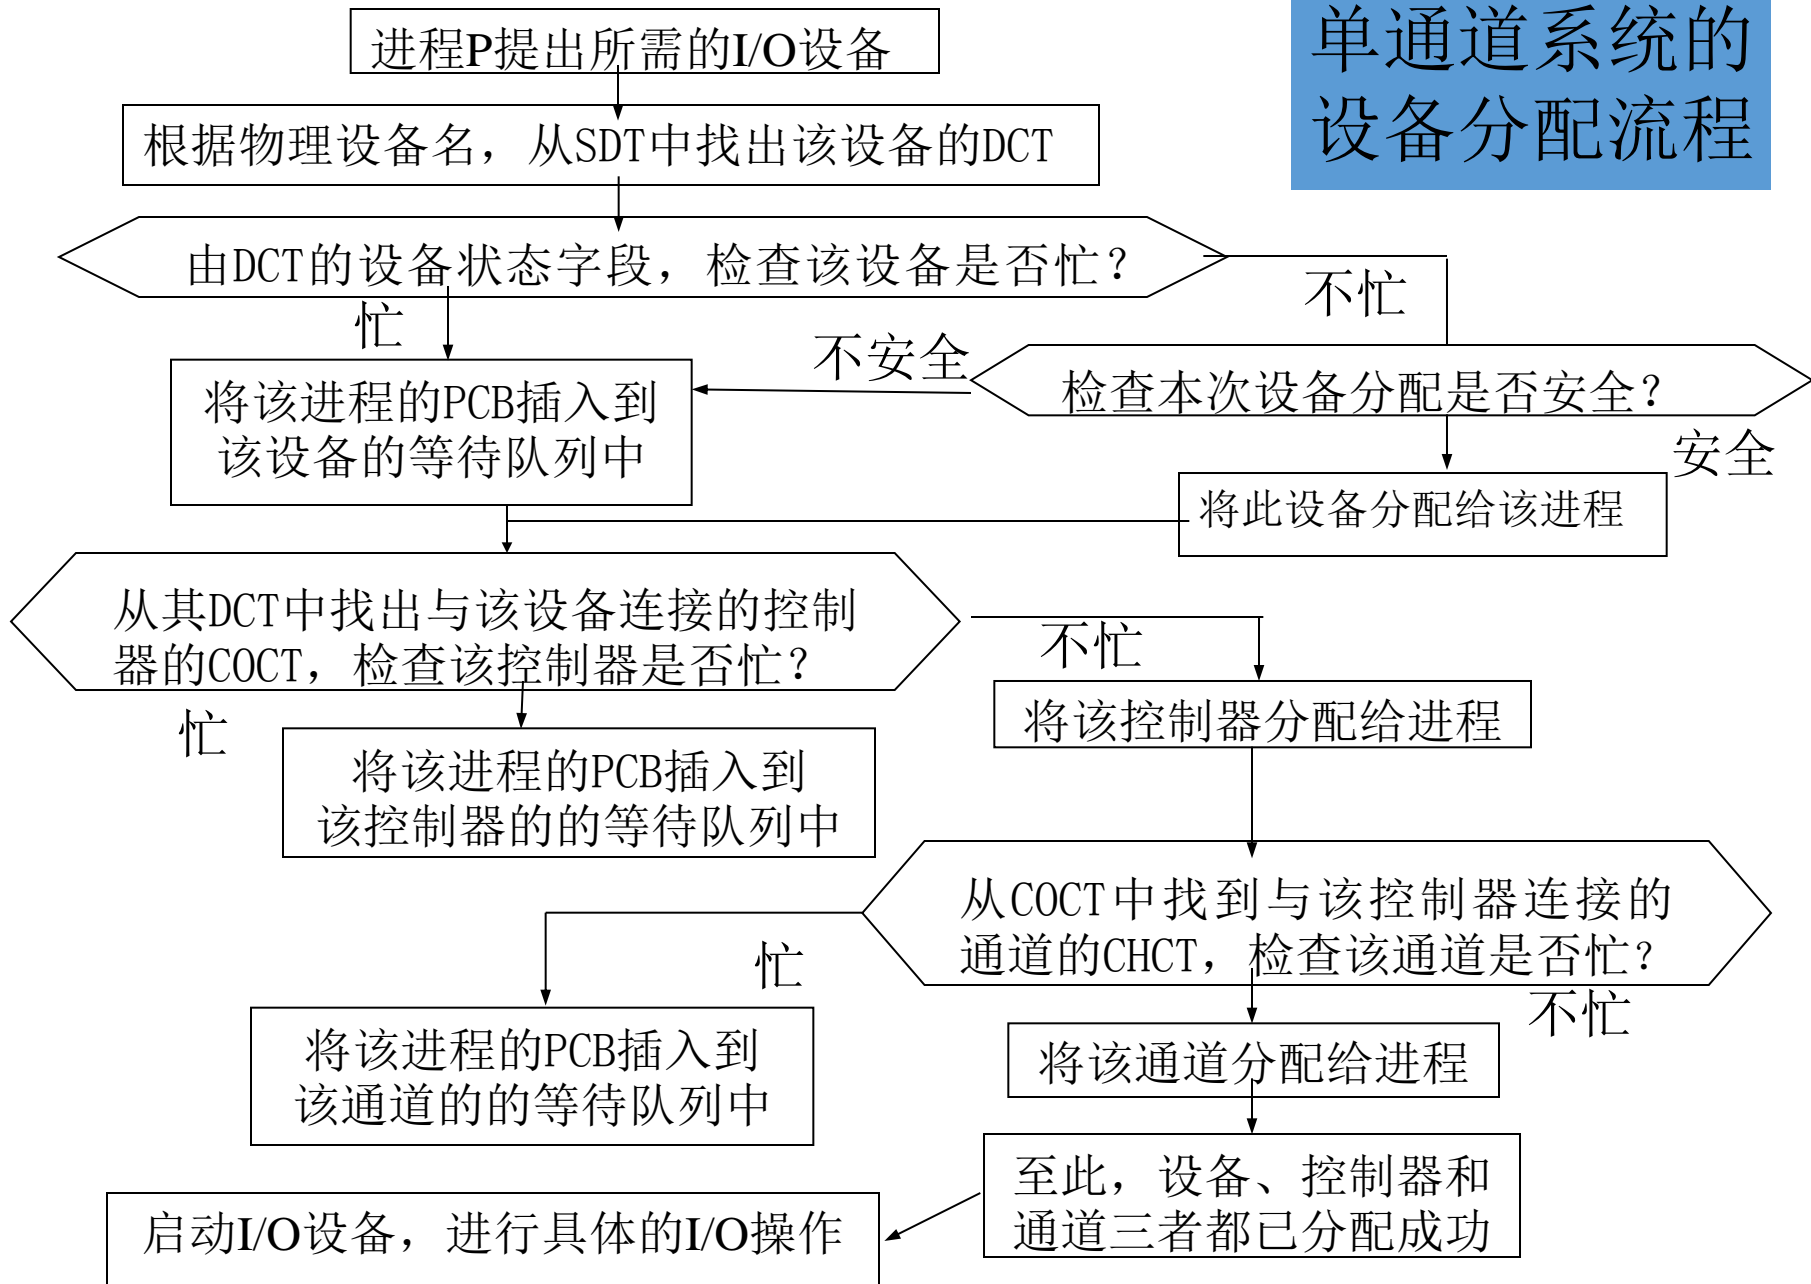 单通道系统的
设备分配流程
进程P提出所需的I/O设备
根据物理设备名，从SDT中找出该设备的DCT
由DCT的设备状态字段，检查该设备是否忙？
忙
不忙
不安全
检查本次设备分配是否安全？
安全
将该进程的PCB插入到
该设备的等待队列中
将此设备分配给该进程
从其DCT中找出与该设备连接的控制
器的COCT，检查该控制器是否忙？
不忙
忙
将该控制器分配给进程
将该进程的PCB插入到
该控制器的的等待队列中
从COCT中找到与该控制器连接的
通道的CHCT，检查该通道是否忙？
忙
不忙
将该进程的PCB插入到
该通道的的等待队列中
将该通道分配给进程
至此，设备、控制器和
通道三者都已分配成功
启动I/O设备，进行具体的I/O操作